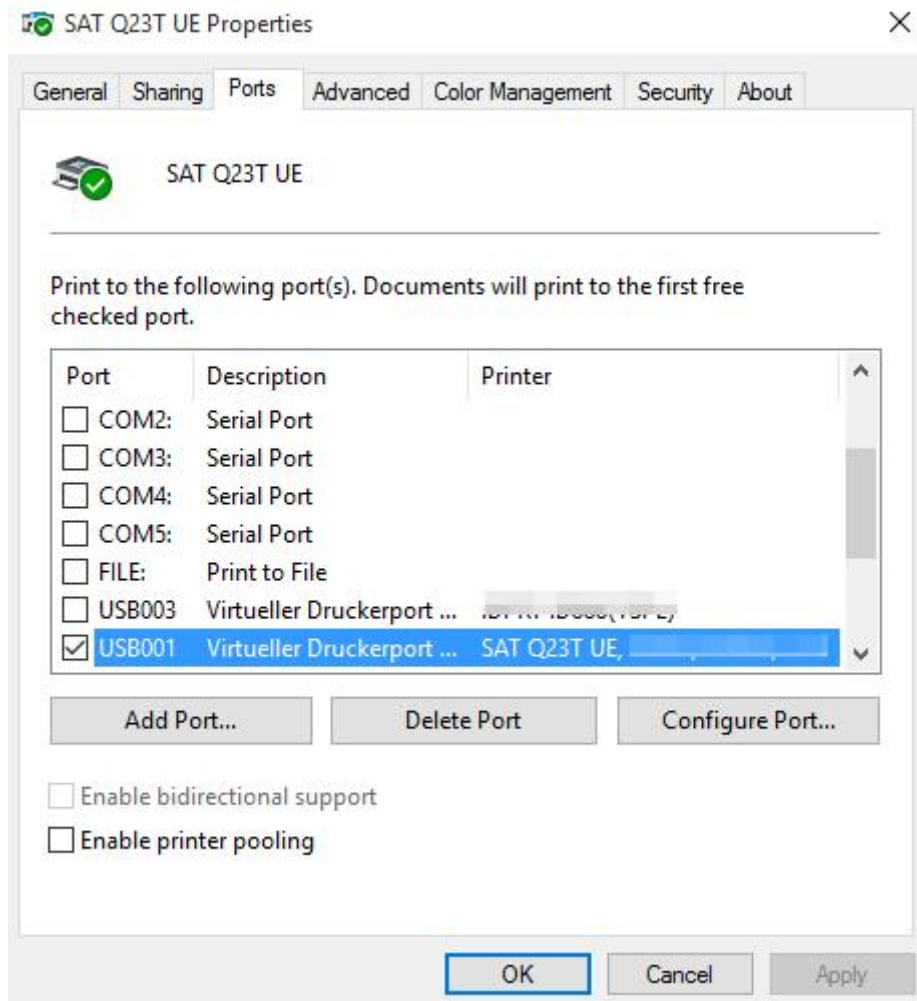 SAT Q23T UE Properties
General Sharing Ports Advanced Color Management Security About
SAT Q23T UE
Print to the following port(s). Documents will print to the first free
checked port.
Port Description Printer
COM2: Serial Port
COM3: Serial Port
COM4: Serial Port
COM5: Serial Port
FILE: Print to File
USB003 Virtueller Druckerport ...
USB001 Virtueller Druckerport ... SAT Q23T UE,
Add Port... Delete Port Configure Port...
Enable bidirectional support
Enable printer pooling
OK Cancel Apply